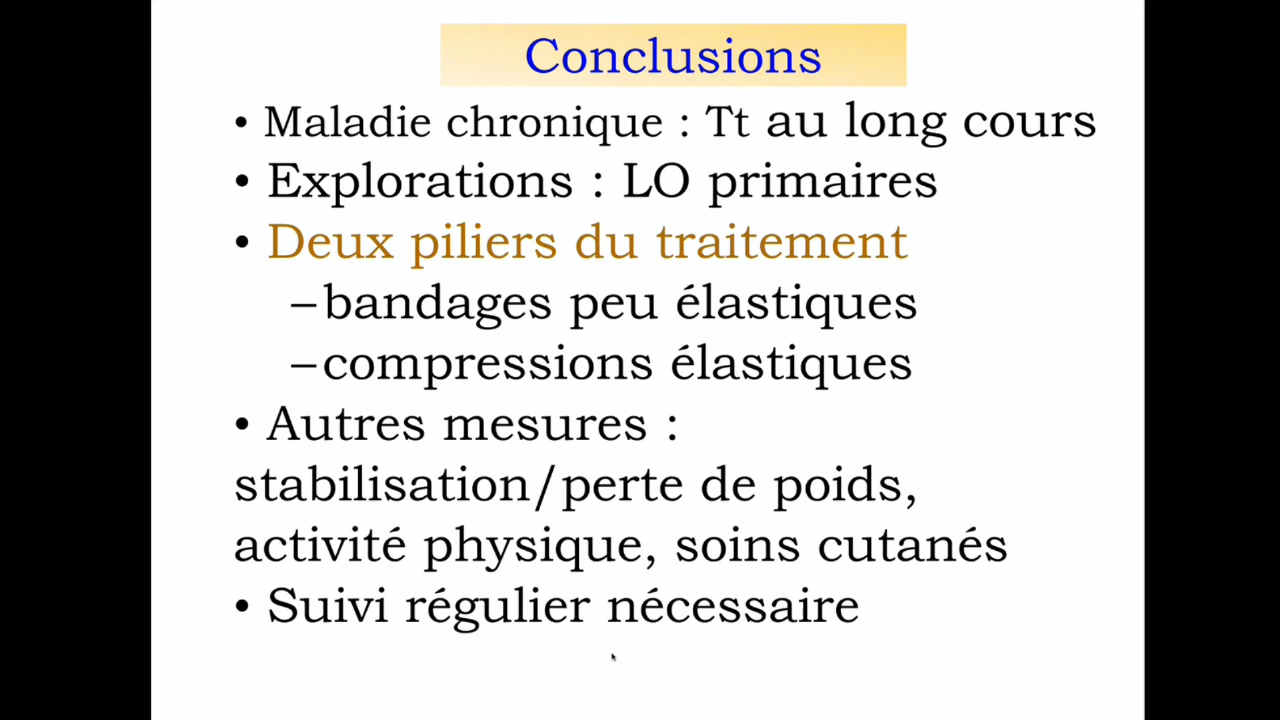 Conclusions
• Maladie chronique : Tt au long cours
• Explorations : LO primaires
• Deux piliers du traitement
–bandages peu élastiques
–compressions élastiques
• Autres mesures :
stabilisation/perte de poids,
activité physique, soins cutanés
• Suivi régulier nécessaire